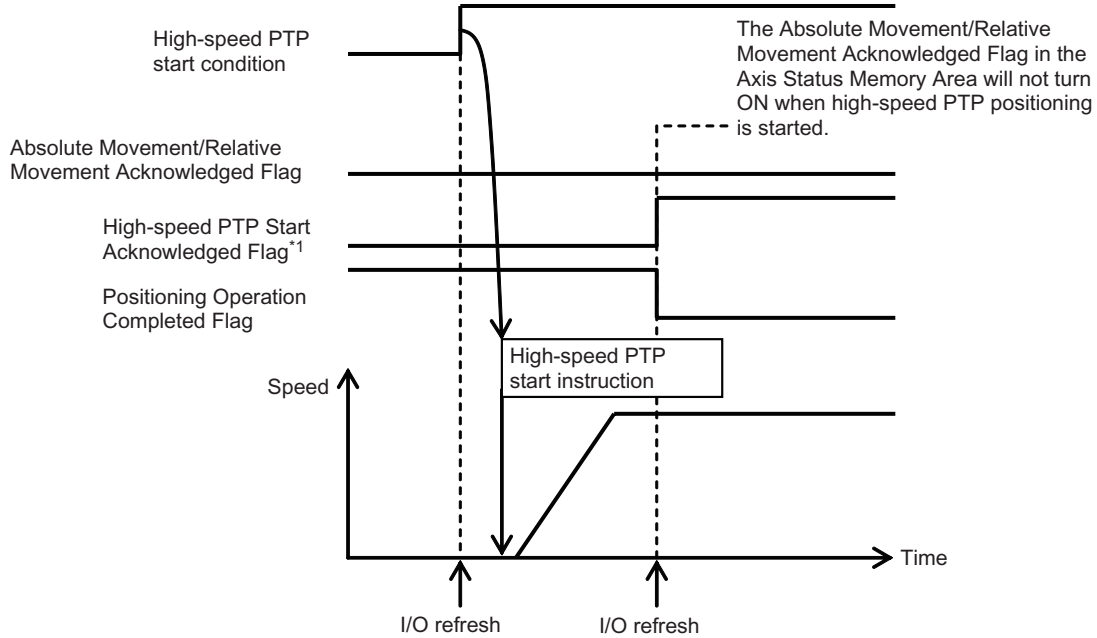 High-speed PTP
start condition
The Absolute Movement/Relative
Movement Acknowledged Flag in the
Axis Status Memory Area will not turn
ON when high-speed PTP positioning
is started.
Absolute Movement/Relative
Movement Acknowledged Flag
High-speed PTP Start
Acknowledged Flag*1
Positioning Operation
Completed Flag
High-speed PTP
start instruction
Speed
Time
I/O refresh
I/O refresh